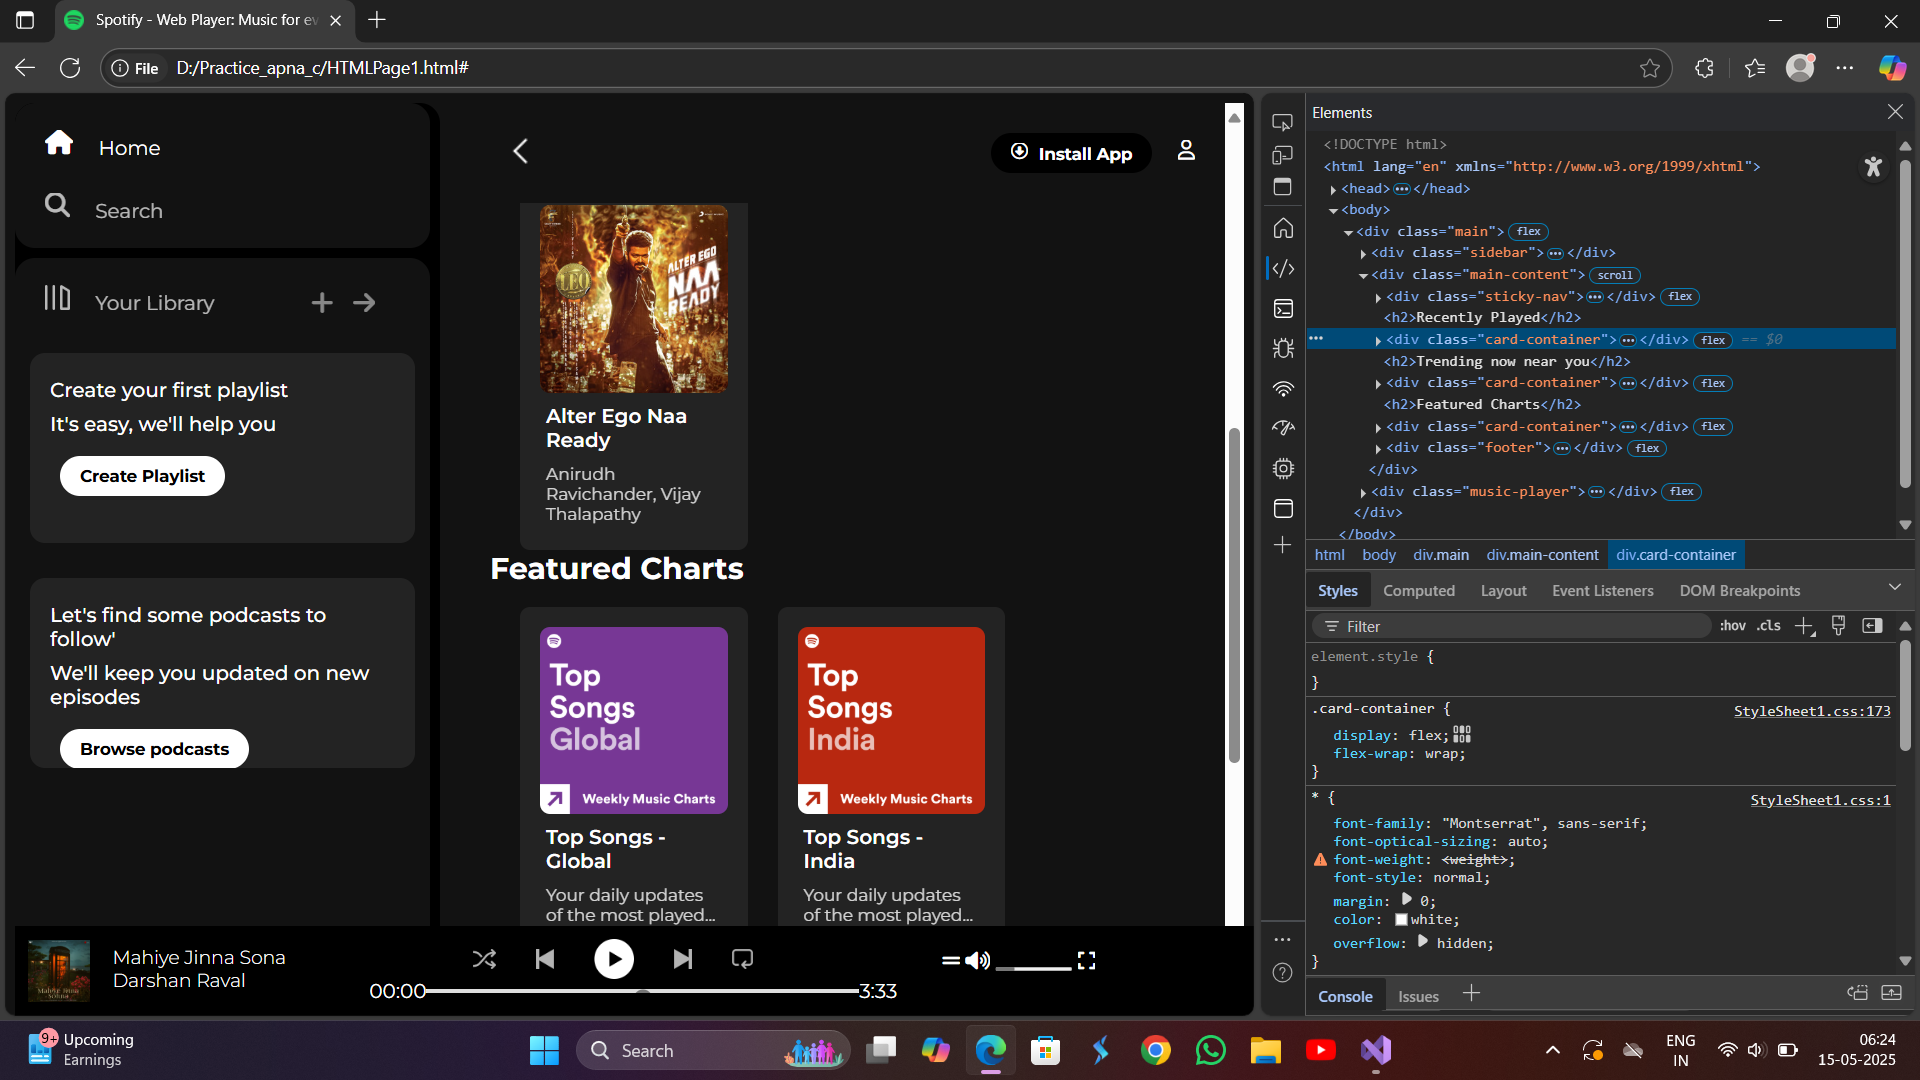 Spotify - Web Player: Music for ev
File
D:/Practice_apna_c/HTMLPage1.html#
Home
Search
Your Library
Create your first playlist
It's easy, we'll help you
Create Playlist
Let's find some podcasts to
follow'
We'll keep you updated on new
episodes
Browse podcasts
Install App
LEO
ALTER EGO
NAA
READY
Alter Ego Naa
Ready
Anirudh
Ravichander, Vijay
Thalapathy
Featured Charts
Top
Songs
Global
Weekly Music Charts
Top Songs -
Global
Your daily updates
of the most played...
Top
Songs
India
Weekly Music Charts
Top Songs -
India
Your daily updates
of the most played...
Mahiye Jinna Sona
Darshan Raval
00:00
3:33
Elements
<!DOCTYPE html>
<html lang="en" xmlns="http://www.w3.org/1999/xhtml">
<head>•••</head>
<body>
<div class="main"> flex
<div class="sidebar">•••</div>
<div class="main-content"> scroll
<div class="sticky-nav">•••</div> flex
<h2>Recently Played</h2>
••• <div class="card-container">•••</div> flex == $0
<h2>Trending now near you</h2>
<div class="card-container">•••</div> flex
<h2>Featured Charts</h2>
<div class="card-container">•••</div> flex
<div class="footer">•••</div> flex
</div>
<div class="music-player">•••</div> flex
</div>
</body>
html body div.main div.main-content div.card-container
Styles Computed Layout Event Listeners DOM Breakpoints
Filter :hov .cls
element.style {
}
.card-container { StyleSheet1.css:173
display: flex;
flex-wrap: wrap;
}
* { StyleSheet1.css:1
font-family: "Montserrat", sans-serif;
font-optical-sizing: auto;
font-weight: <weight>;
font-style: normal;
margin: 0;
color: white;
overflow: hidden;
}
Console Issues
9+
Upcoming
Earnings
Search
ENG
IN
06:24
15-05-2025